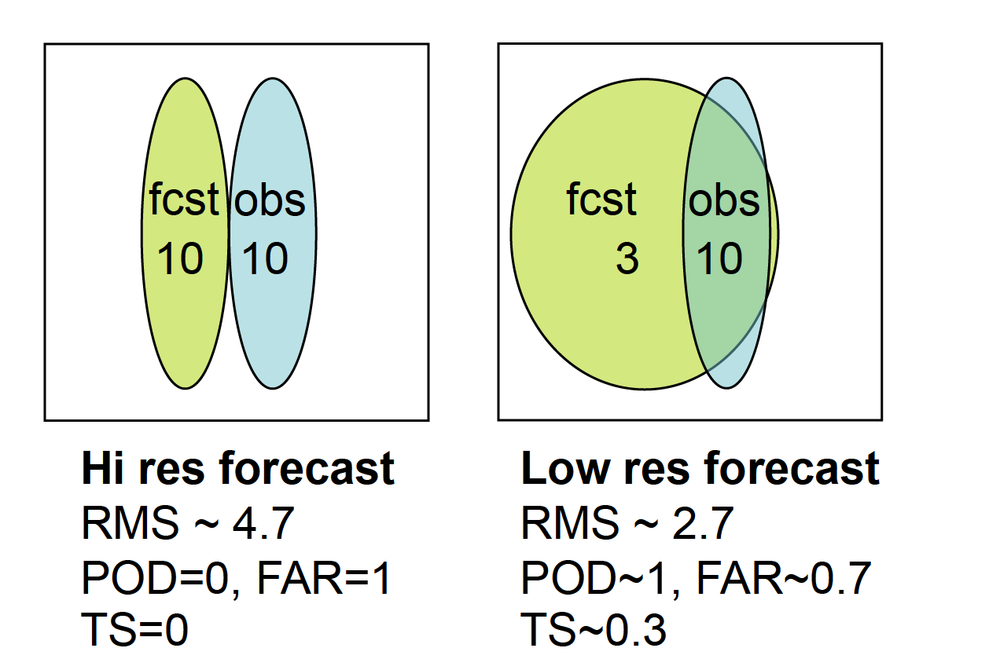 fcst obs
10 10
fcst obs
3 10
Hi res forecast
RMS ~ 4.7
POD=0, FAR=1
TS=0
Low res forecast
RMS ~ 2.7
POD~1, FAR~0.7
TS~0.3